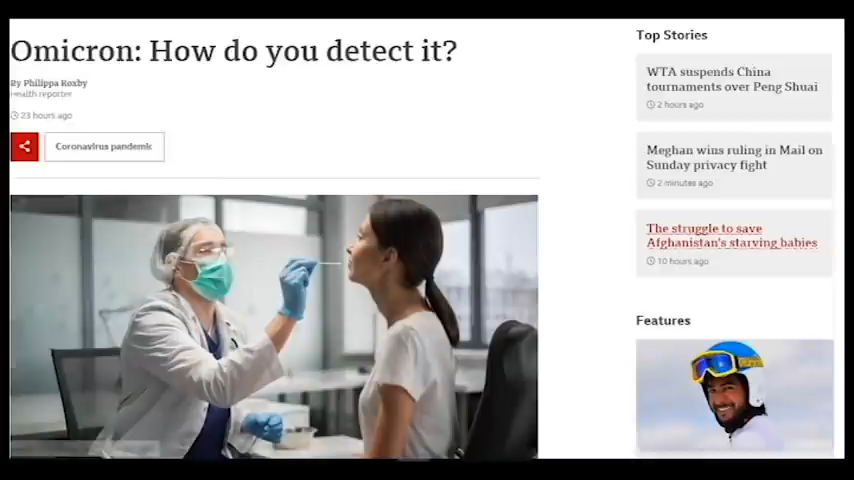 Omicron: How do you detect it?
By Philippa Roxby
Health reporter
23 hours ago
Coronavirus pandemic
Top Stories
WTA suspends China
tournaments over Peng Shuai
2 hours ago
Meghan wins ruling in Mail on
Sunday privacy fight
2 minutes ago
The struggle to save
Afghanistan's starving babies
10 hours ago
Features